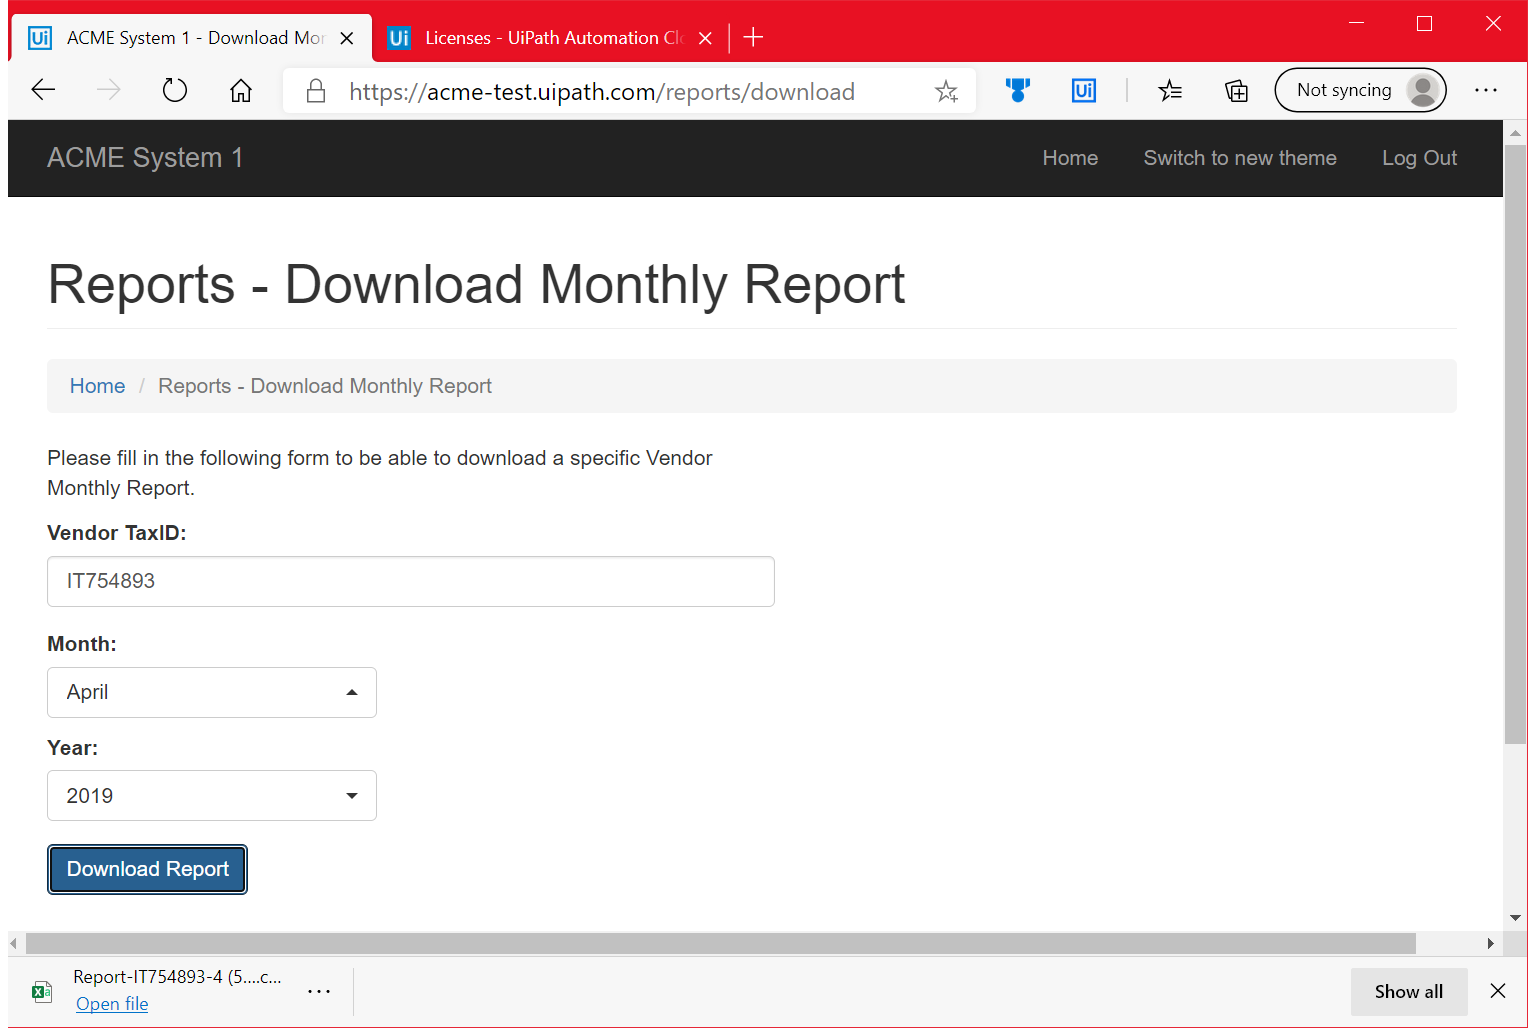 Ui ACME System 1 - Download Mor
Ui Licenses - UiPath Automation Clo
https://acme-test.uipath.com/reports/download
Ui
Not syncing
ACME System 1
Home
Switch to new theme
Log Out
Reports - Download Monthly Report
Home / Reports - Download Monthly Report
Please fill in the following form to be able to download a specific Vendor
Monthly Report.
Vendor TaxID:
IT754893
Month:
April
Year:
2019
Download Report
Report-IT754893-4 (5....c...
Open file
Show all